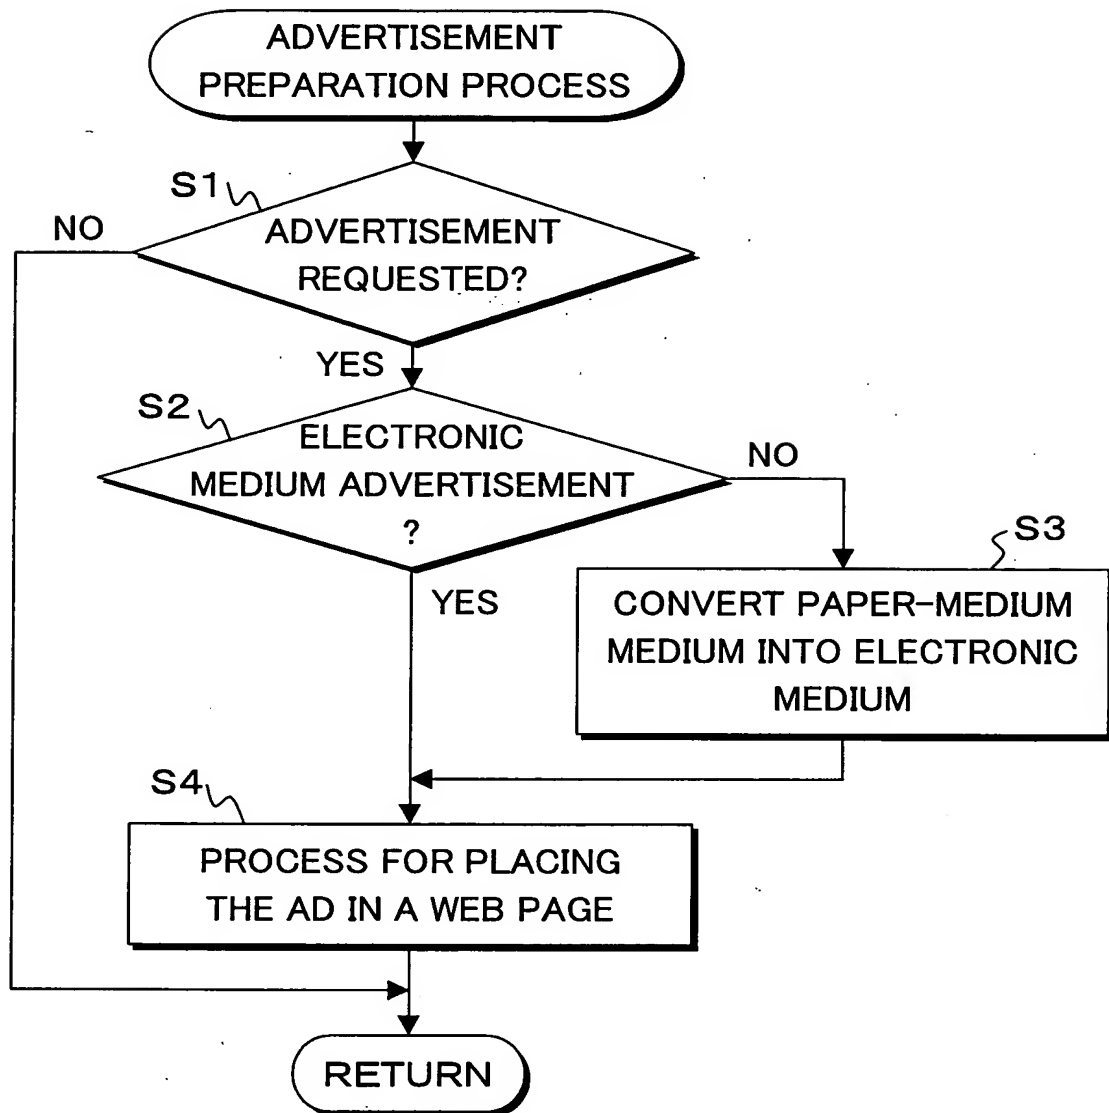 ADVERTISEMENT
PREPARATION PROCESS
S1
NO
ADVERTISEMENT
REQUESTED?
YES
S2
ELECTRONIC
MEDIUM ADVERTISEMENT
?
NO
YES
S3
CONVERT PAPER-MEDIUM
MEDIUM INTO ELECTRONIC
MEDIUM
S4
PROCESS FOR PLACING
THE AD IN A WEB PAGE
RETURN